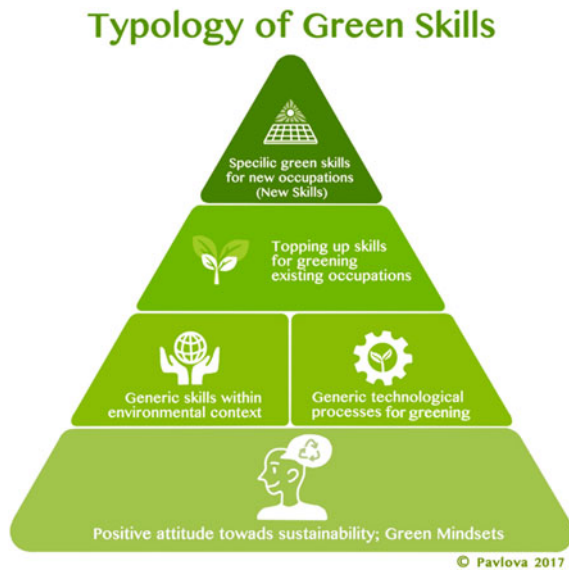 Typology of Green Skills
Specilic green skills
for new occupations
(New Skills)
Topping up skills
for greening
existing occupations
Generic skills within
environmental context
Generic technological
processes for greening
Positive attitude towards sustainability; Green Mindsets
© Pavlova 2017